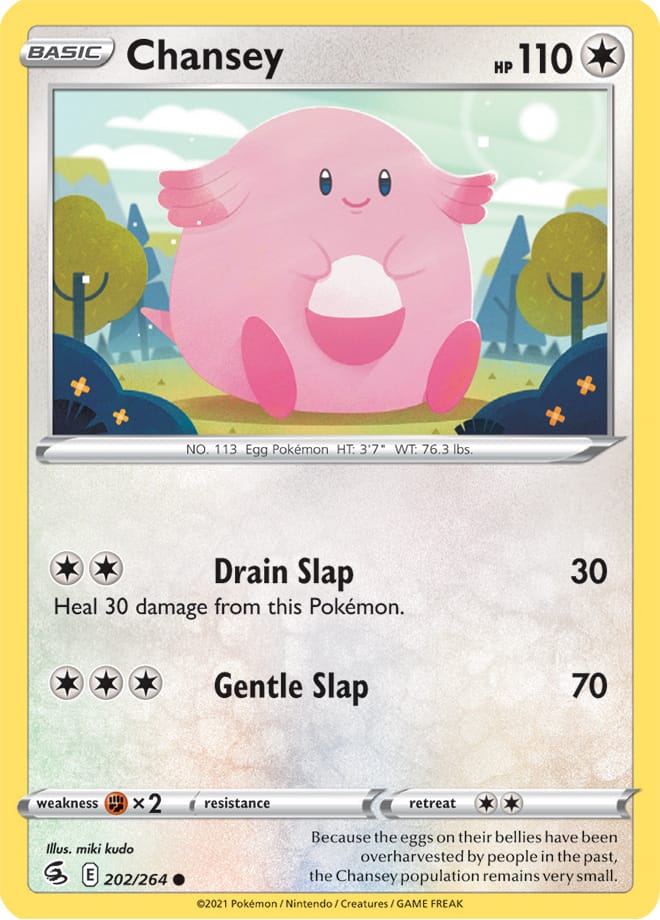 BASIC Chansey HP 110
NO. 113 Egg Pokémon HT: 3'7" WT: 76.3 lbs.
Drain Slap 30
Heal 30 damage from this Pokémon.
Gentle Slap 70
weakness ×2 resistance retreat
Illus. miki kudo
Because the eggs on their bellies have been
overharvested by people in the past,
the Chansey population remains very small.
E 202/264
©2021 Pokémon / Nintendo / Creatures / GAME FREAK